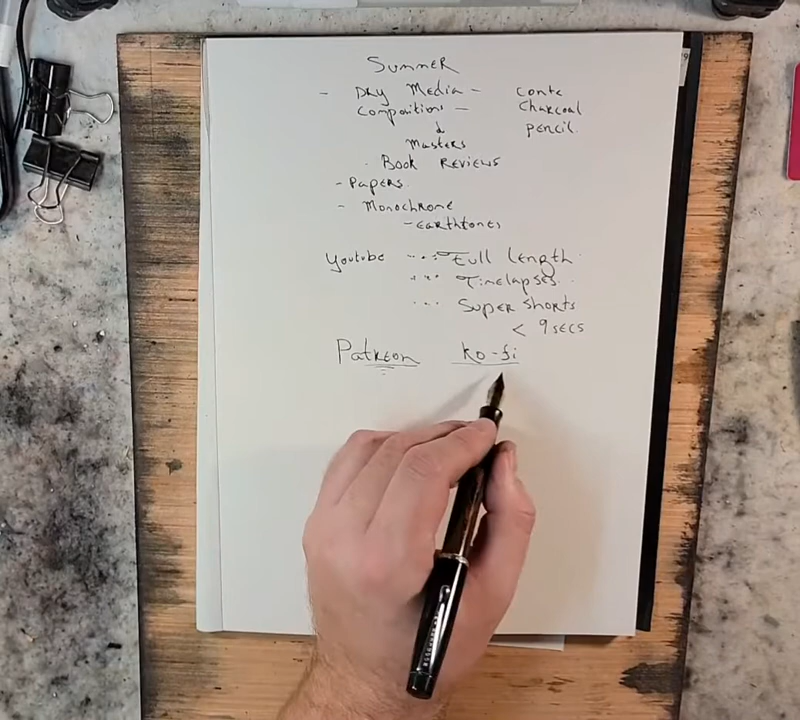 SummER
- DRy MEDIA - conte
compositions - Charcoal
& pencil.
mastERS
- Book REVIEWS
- Papers.
- Monochrome
- EARthtones
Youtube ... Full length
... Timelapses.
... Super shorts
< 9 secs
Patreon Ko-fi